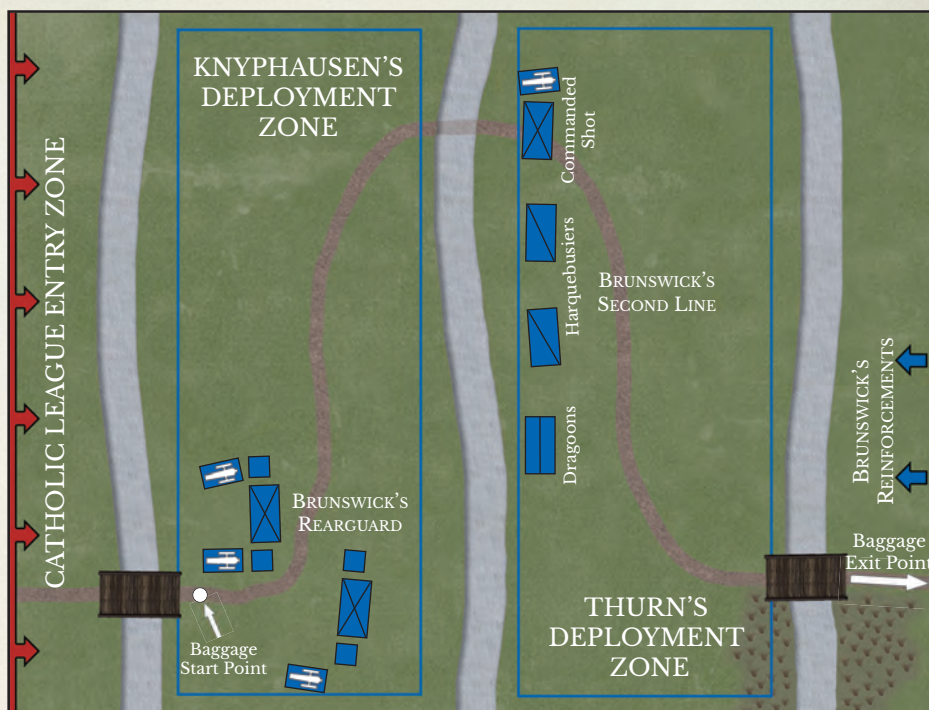 KNYPHAUSEN'S
DEPLOYMENT
ZONE
CATHOLIC LEAGUE ENTRY ZONE
Commanded
Shot
Harquebusiers
BRUNSWICK'S
SECOND LINE
Dragoons
BRUNSWICK'S
REINFORCEMENTS
BRUNSWICK'S
REARGUARD
Baggage
Exit Point
Baggage
Start Point
THURN'S
DEPLOYMENT
ZONE